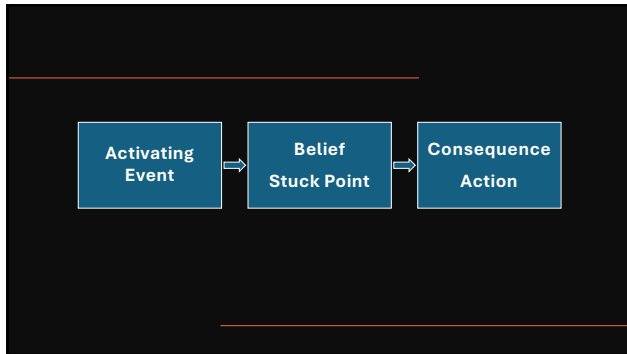 Activating
Event
Belief
Stuck Point
Consequence
Action